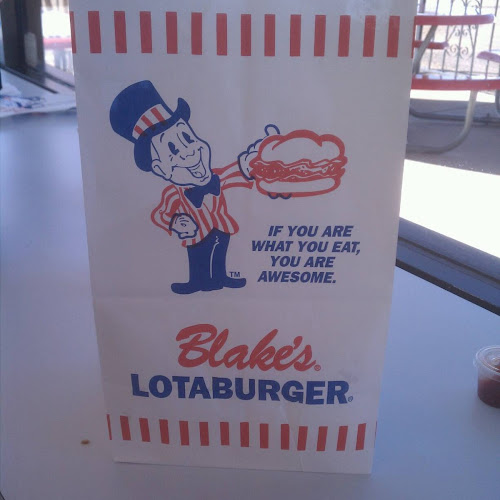 IF YOU ARE
WHAT YOU EAT,
YOU ARE
AWESOME.
TM
Blake's®
LOTABURGER®